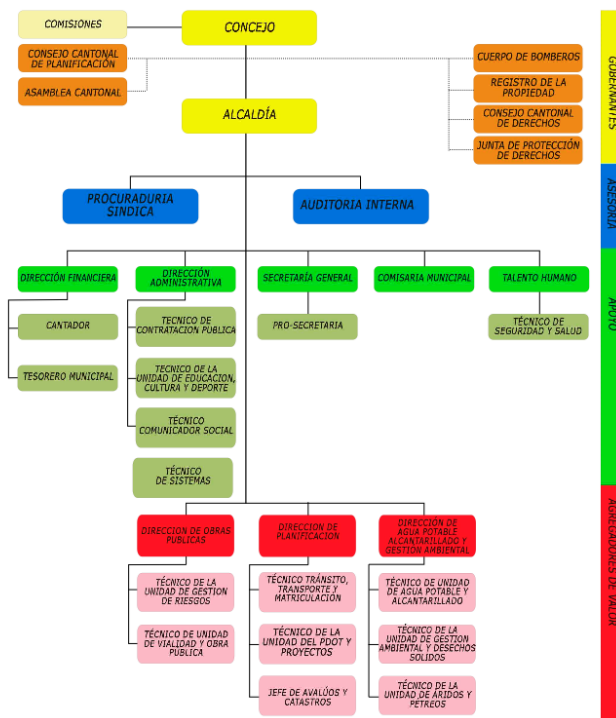 COMISIONES
CONCEJO
CONSEJO CANTONAL
DE PLANIFICACIÓN
ASAMBLEA CANTONAL
CUERPO DE BOMBEROS
REGISTRO DE LA
PROPIEDAD
CONSEJO CANTONAL
DE DERECHOS
JUNTA DE PROTECCIÓN
DE DERECHOS
ALCALDÍA
GOBERNANTES
PROCURADURIA
SINDICA
AUDITORIA INTERNA
ASESORÍA
DIRECCIÓN FINANCIERA
DIRECCIÓN
ADMINISTRATIVA
SECRETARÍA GENERAL
COMISARIA MUNICIPAL
TALENTO HUMANO
CANTADOR
TESORERO MUNICIPAL
TECNICO DE
CONTRATACION PUBLICA
TECNICO DE LA
UNIDAD DE EDUCACION,
CULTURA Y DEPORTE
TÉCNICO
COMUNICADOR SOCIAL
TÉCNICO
DE SISTEMAS
PRO-SECRETARIA
TÉCNICO DE
SEGURIDAD Y SALUD
APOYO
DIRECCION DE OBRAS
PUBLICAS
DIRECCION DE
PLANIFICACION
DIRECCIÓN DE
AGUA POTABLE
ALCANTARILLADO Y
GESTIÓN AMBIENTAL
TÉCNICO DE LA
UNIDAD DE GESTION
DE RIESGOS
TÉCNICO DE UNIDAD
DE VIALIDAD Y OBRA
PUBLICA
TÉCNICO TRÁNSITO,
TRANSPORTE Y
MATRICULACIÓN
TÉCNICO DE LA
UNIDAD DEL PDOT Y
PROYECTOS
JEFE DE AVALÚOS Y
CATASTROS
TÉCNICO DE UNIDAD
DE AGUA POTABLE Y
ALCANTARILLADO
TÉCNICO DE LA
UNIDAD DE GESTION
AMBIENTAL Y DESECHOS
SOLIDOS
TÉCNICO DE LA
UNIDAD DE ÁRIDOS Y
PETREOS
AGREGADORES DE VALOR